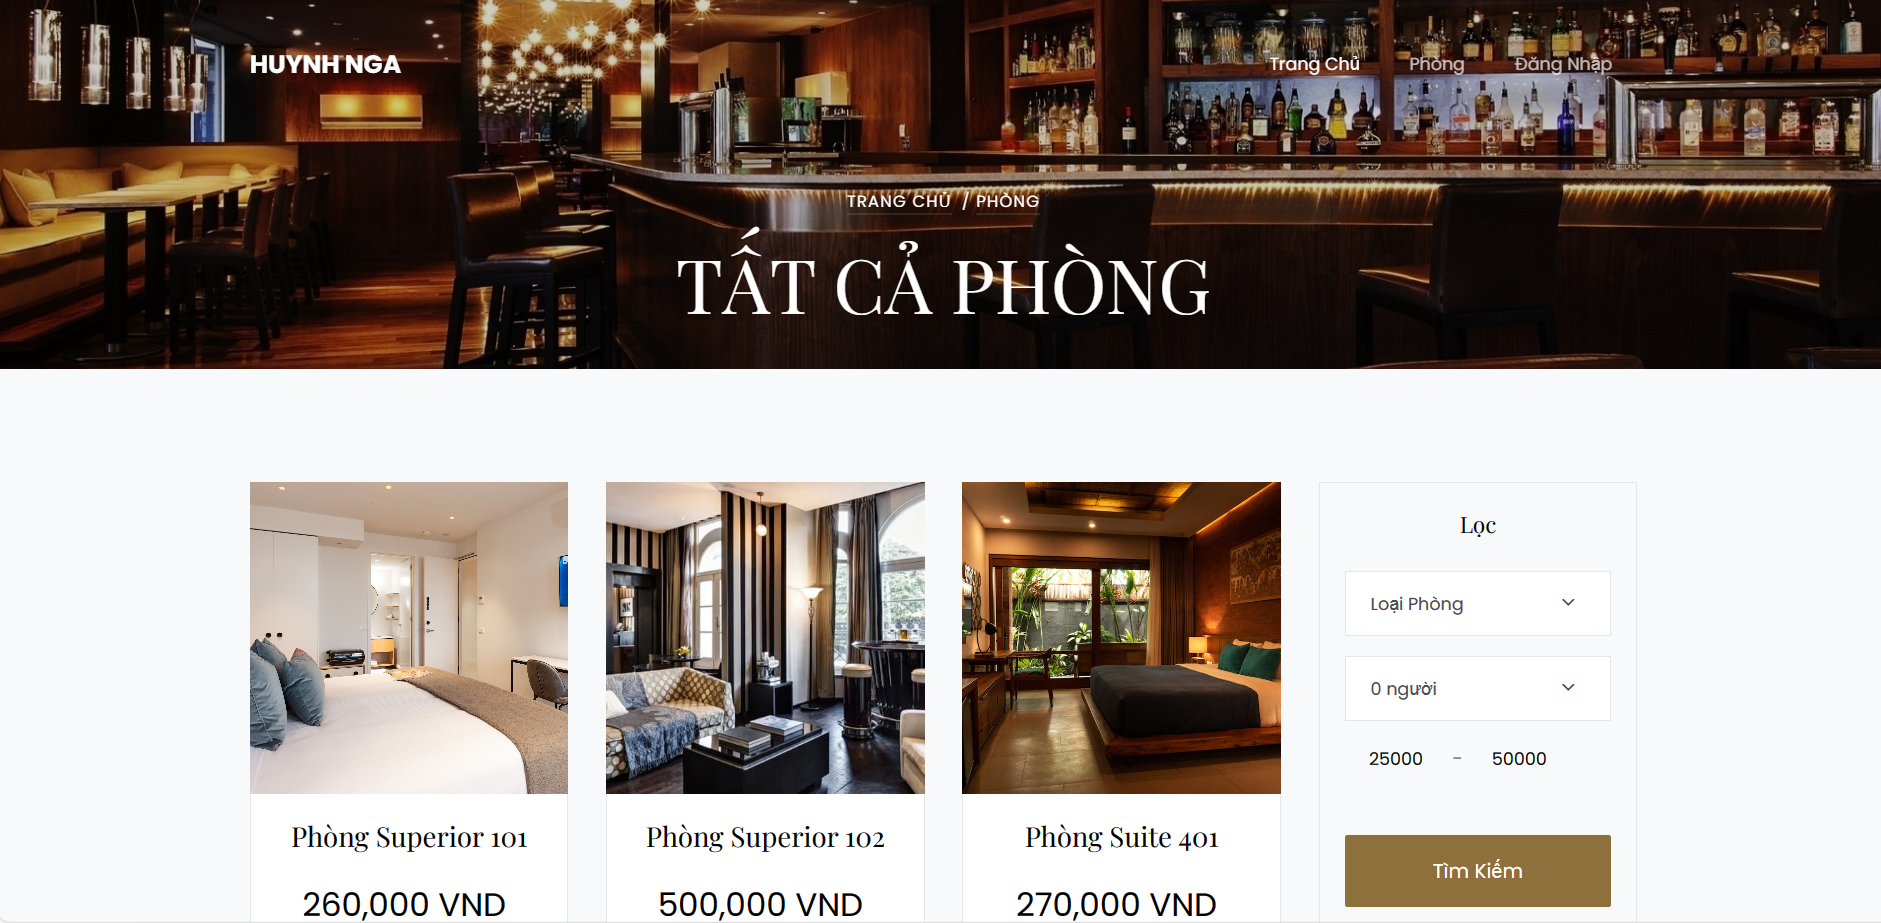 HUYNH NGA
Trang Chủ Phòng Đăng Nhập
TRANG CHỦ / PHÒNG
TẤT CẢ PHÒNG
Phòng Superior 101
260,000 VND
Phòng Superior 102
500,000 VND
Phòng Suite 401
270,000 VND
Lọc
Loại Phòng
0 người
25000 - 50000
Tìm Kiếm